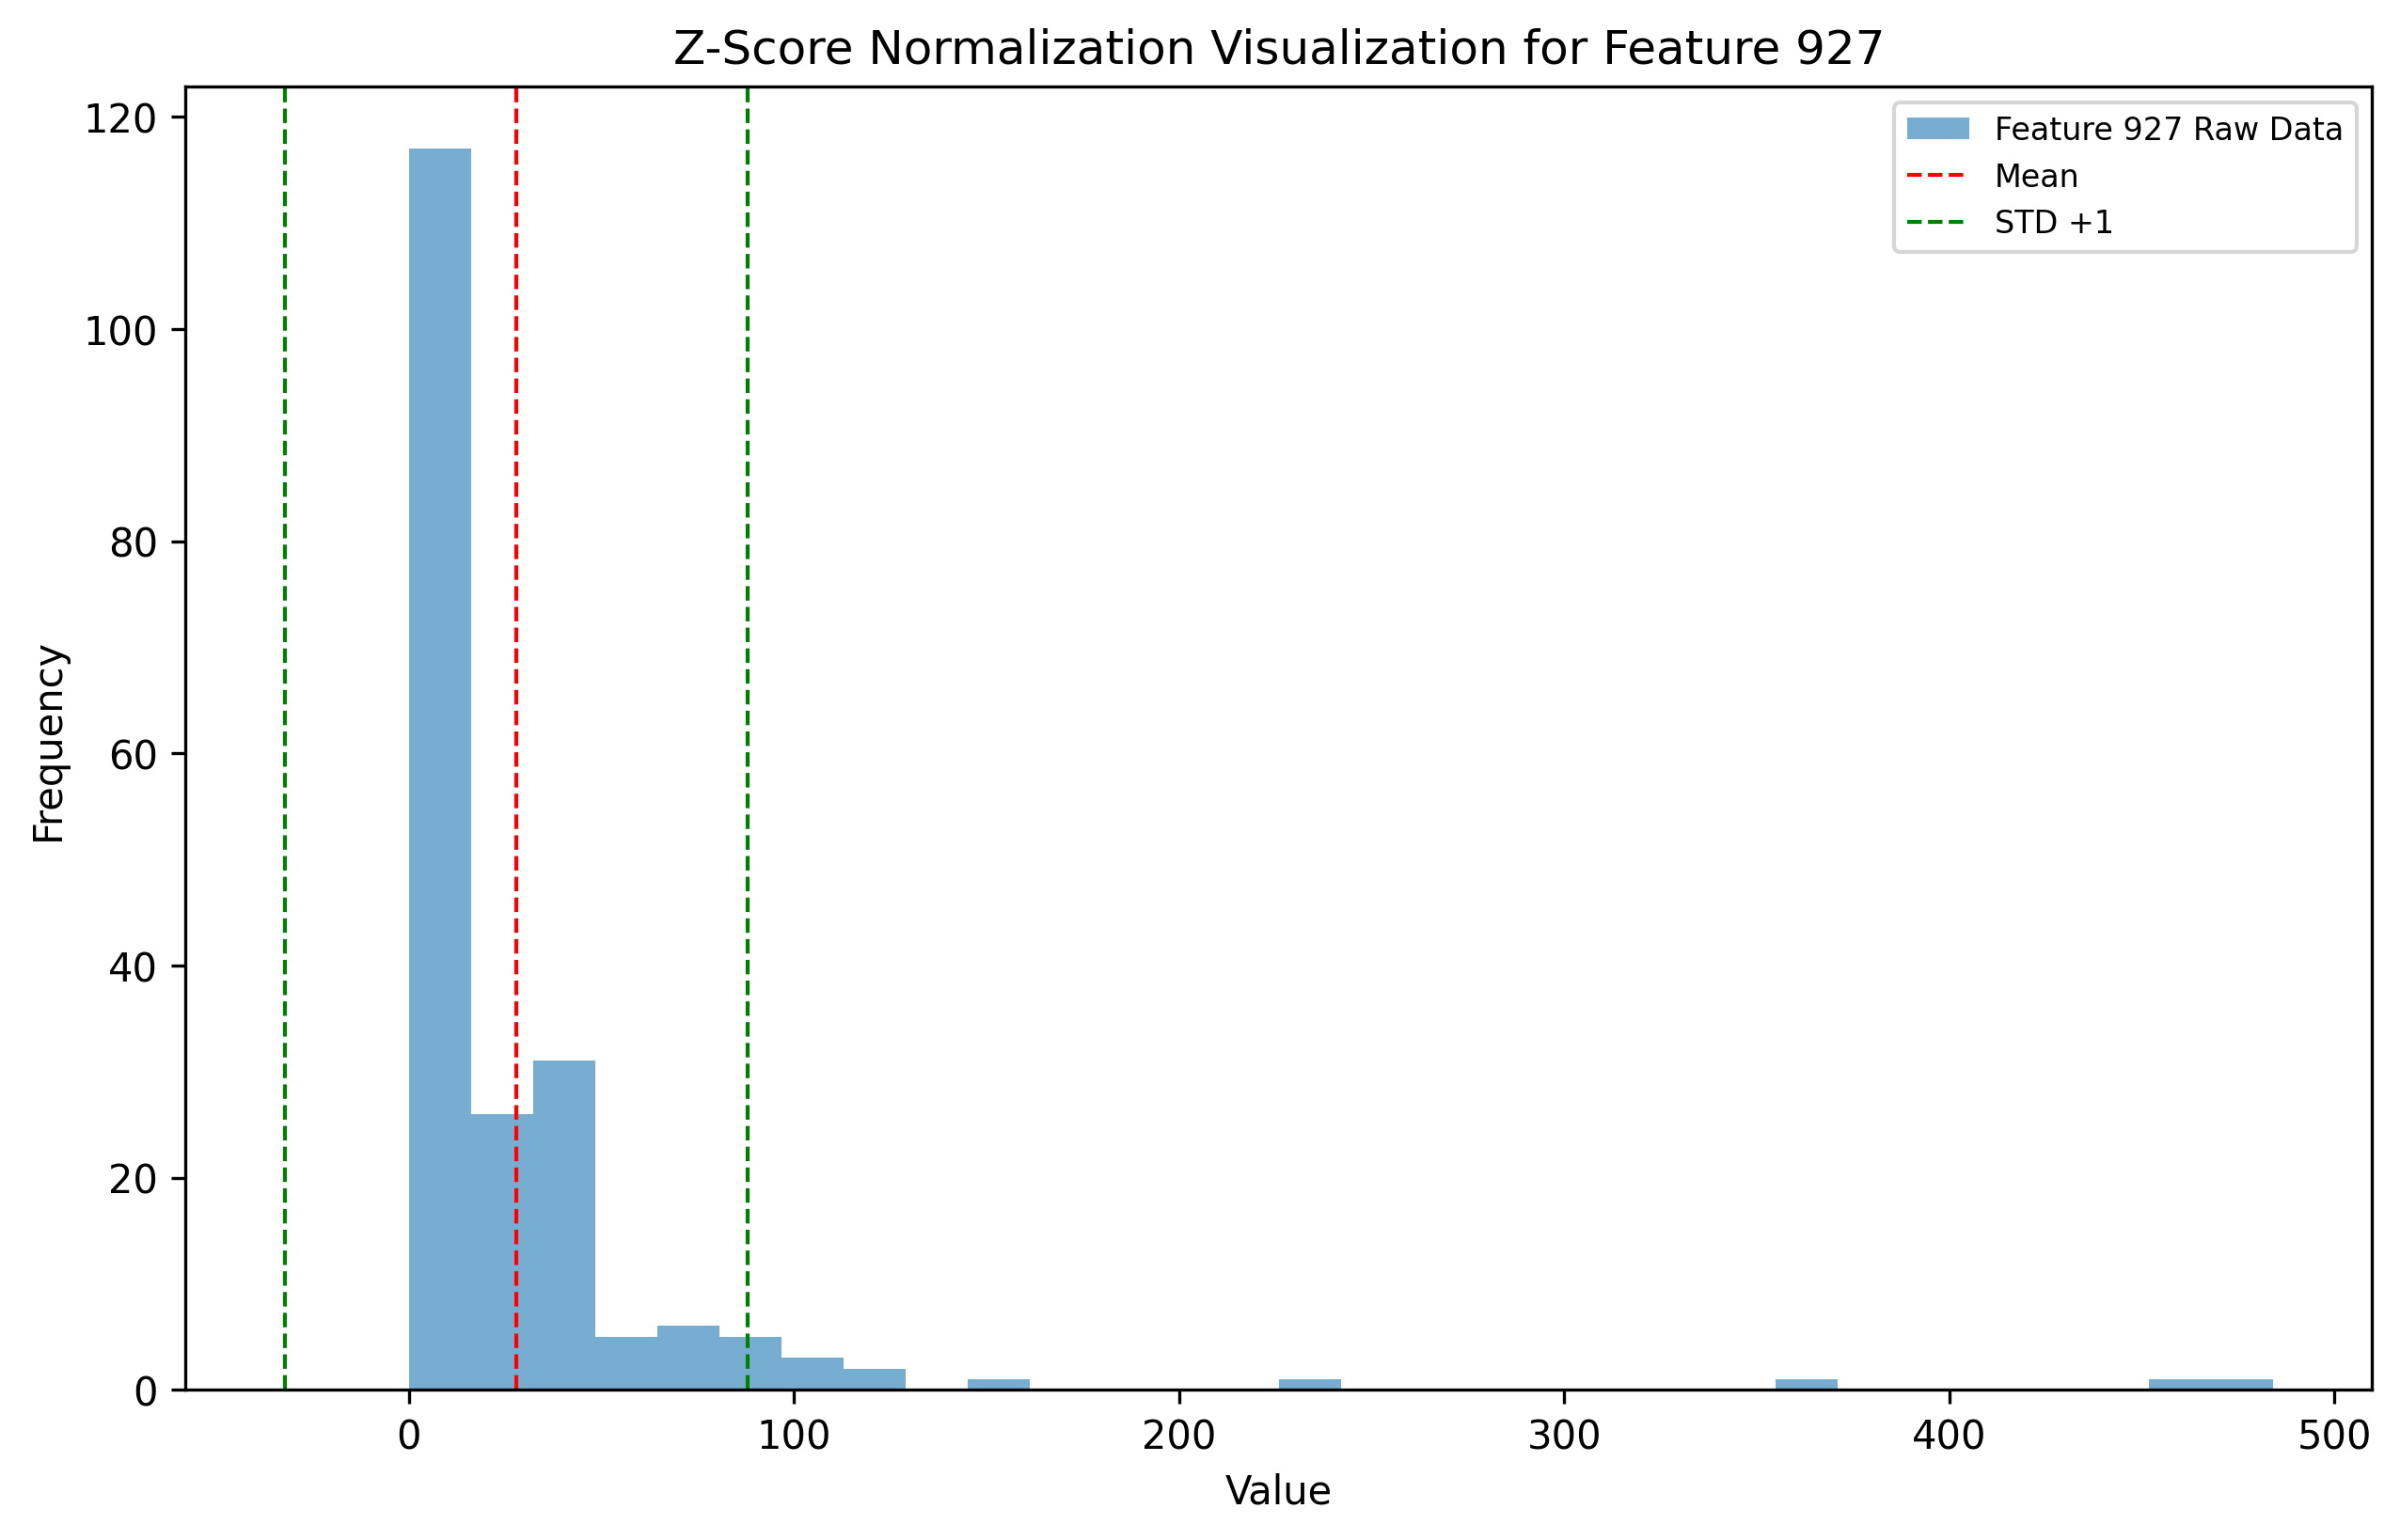 Z-Score Normalization Visualization for Feature 927
Feature 927 Raw Data
Mean
STD +1
120
100
80
60
40
20
0
Frequency
0 100 200 300 400 500
Value